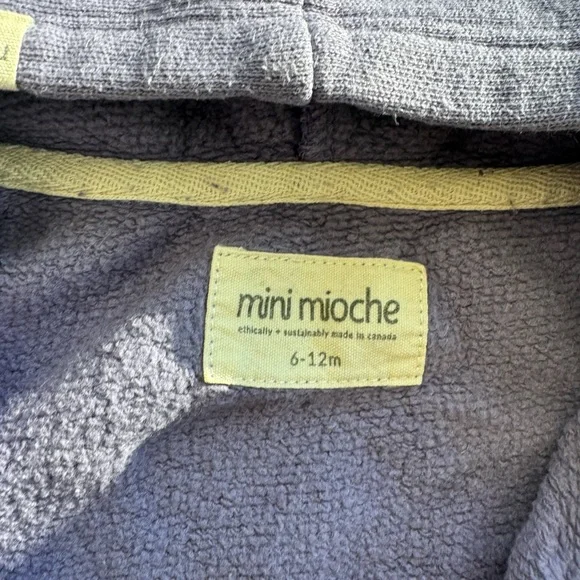 mini mioche
ethically + sustainably made in canada
6-12m